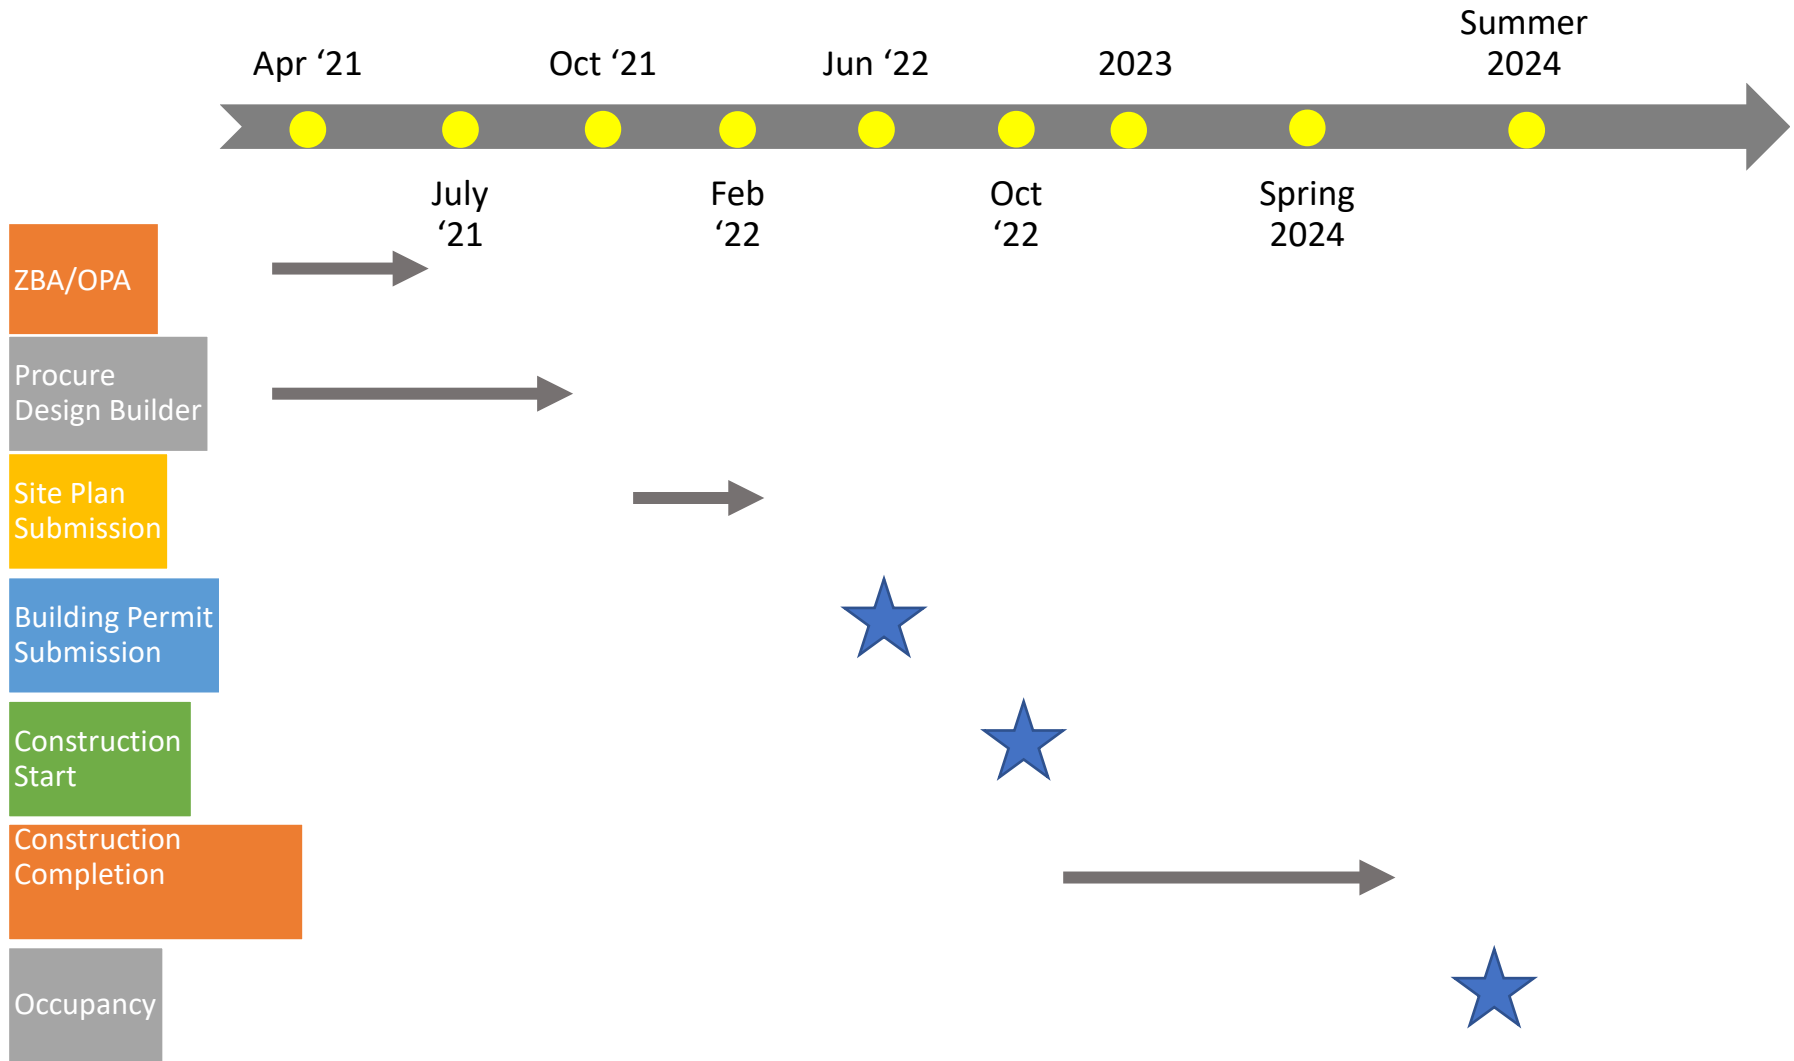 Summer
Apr ‘21 Oct ‘21 Jun ‘22 2023 2024
July Feb Oct Spring
‘21 ‘22 ‘22 2024
ZBA/OPA
Procure
Design Builder
Site Plan
Submission
Building Permit
Submission
Construction
Start
Construction
Completion
Occupancy